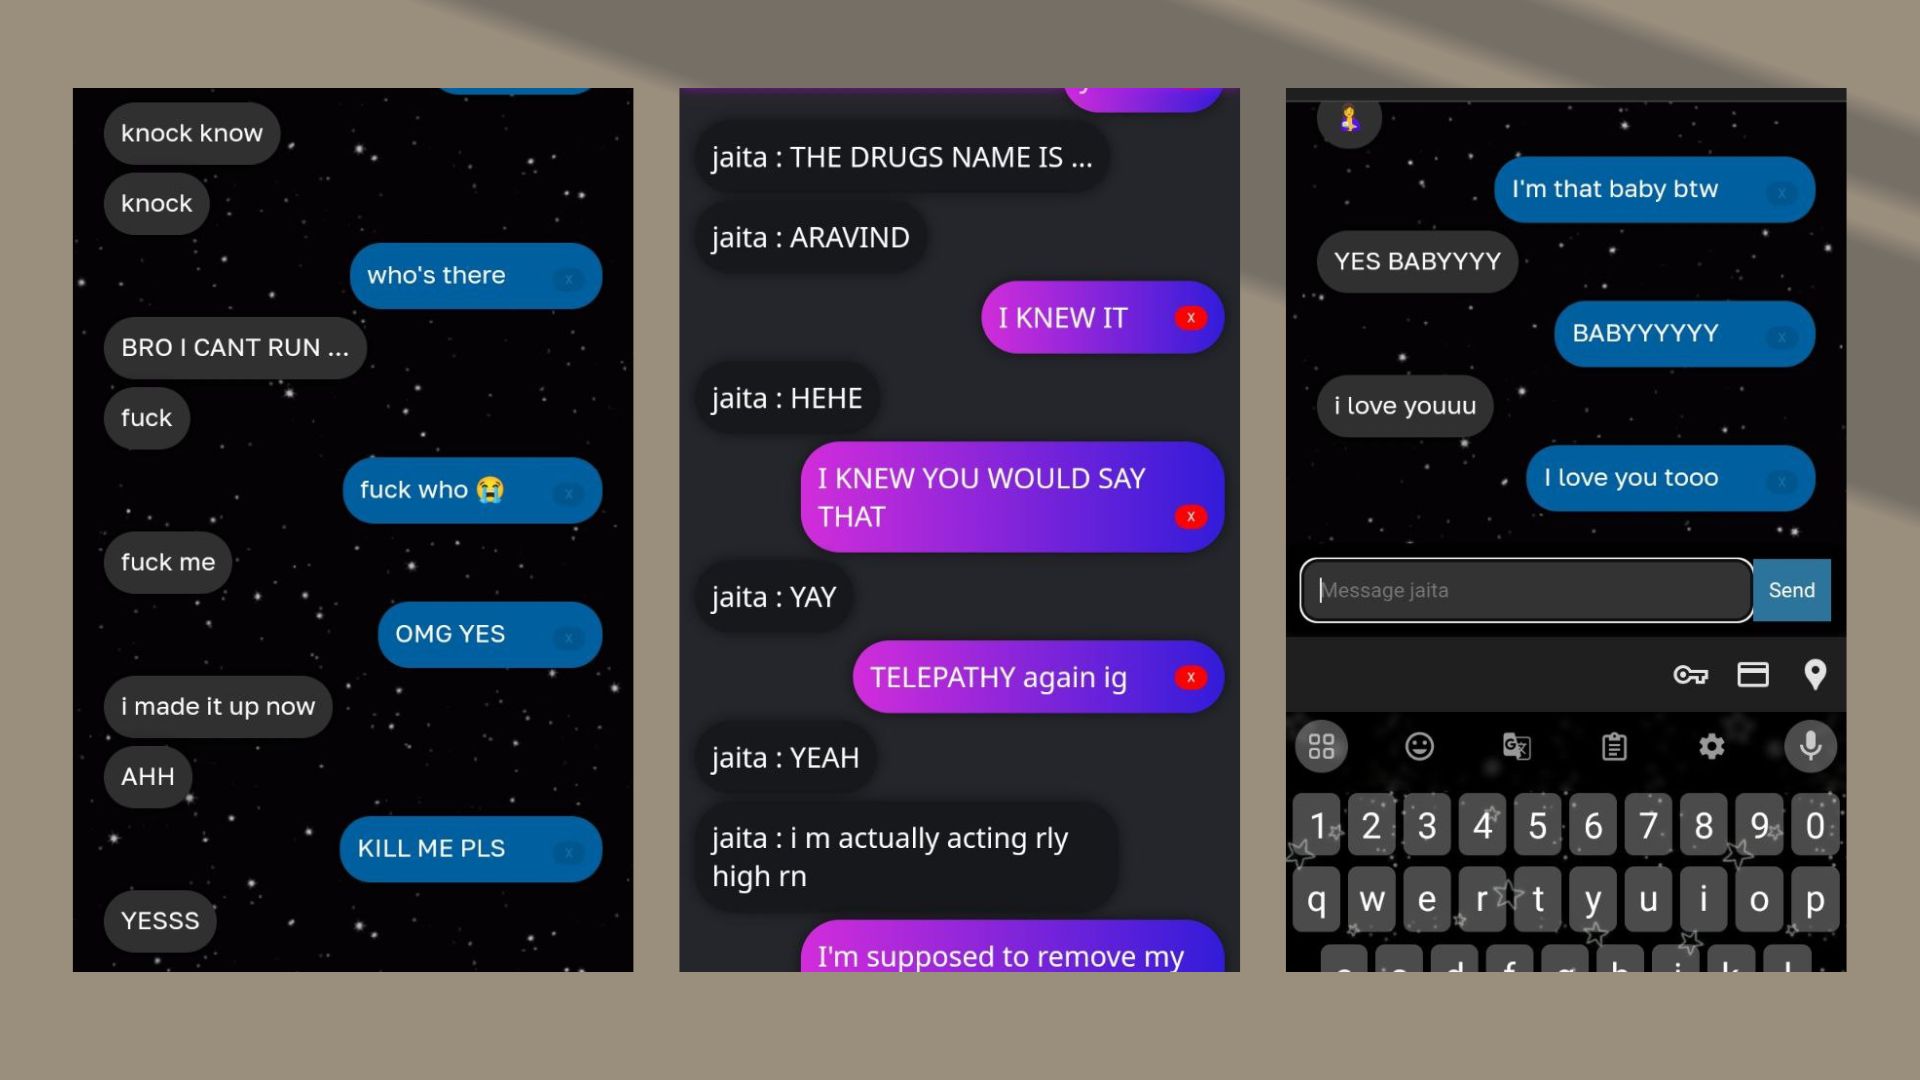 knock know
knock
who's there
x
BRO I CANT RUN ...
fuck
fuck who 😭
x
fuck me
OMG YES
x
i made it up now
AHH
KILL ME PLS
x
YESSS
jaita : THE DRUGS NAME IS ...
jaita : ARAVIND
I KNEW IT
x
jaita : HEHE
I KNEW YOU WOULD SAY
THAT
x
jaita : YAY
TELEPATHY again ig
x
jaita : YEAH
jaita : i m actually acting rly
high rn
I'm supposed to remove my
🤱
I'm that baby btw
x
YES BABYYYY
BABYYYYYY
x
i love youuu
I love you tooo
x
Message jaita
Send
1 2 3 4 5 6 7 8 9 0
q w e r t y u i o p